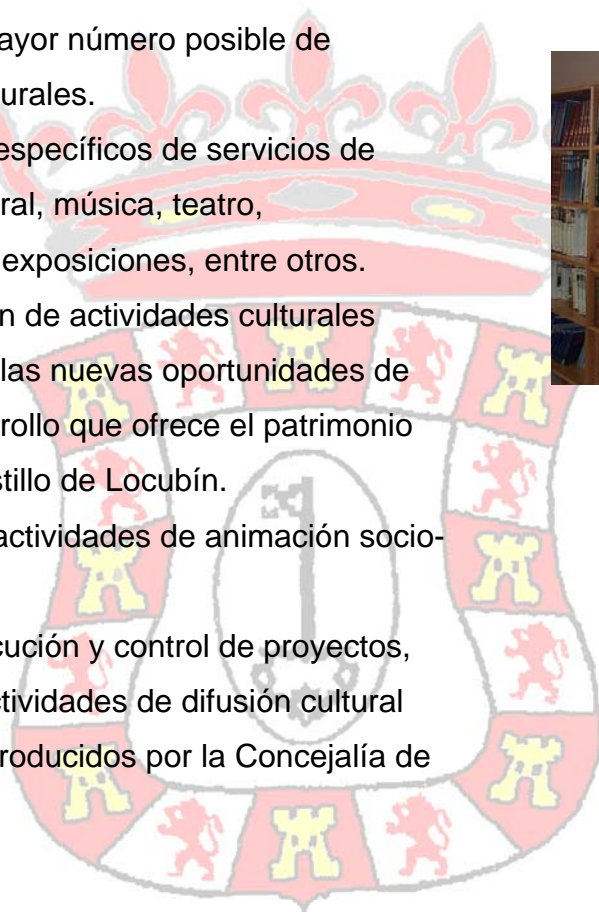 ayor número posible de
urales.
específicos de servicios de
ral, música, teatro,
exposiciones, entre otros.
n de actividades culturales
las nuevas oportunidades de
rollo que ofrece el patrimonio
stillo de Locubín.
actividades de animación socio-
cución y control de proyectos,
ctividades de difusión cultural
roducidos por la Concejalía de